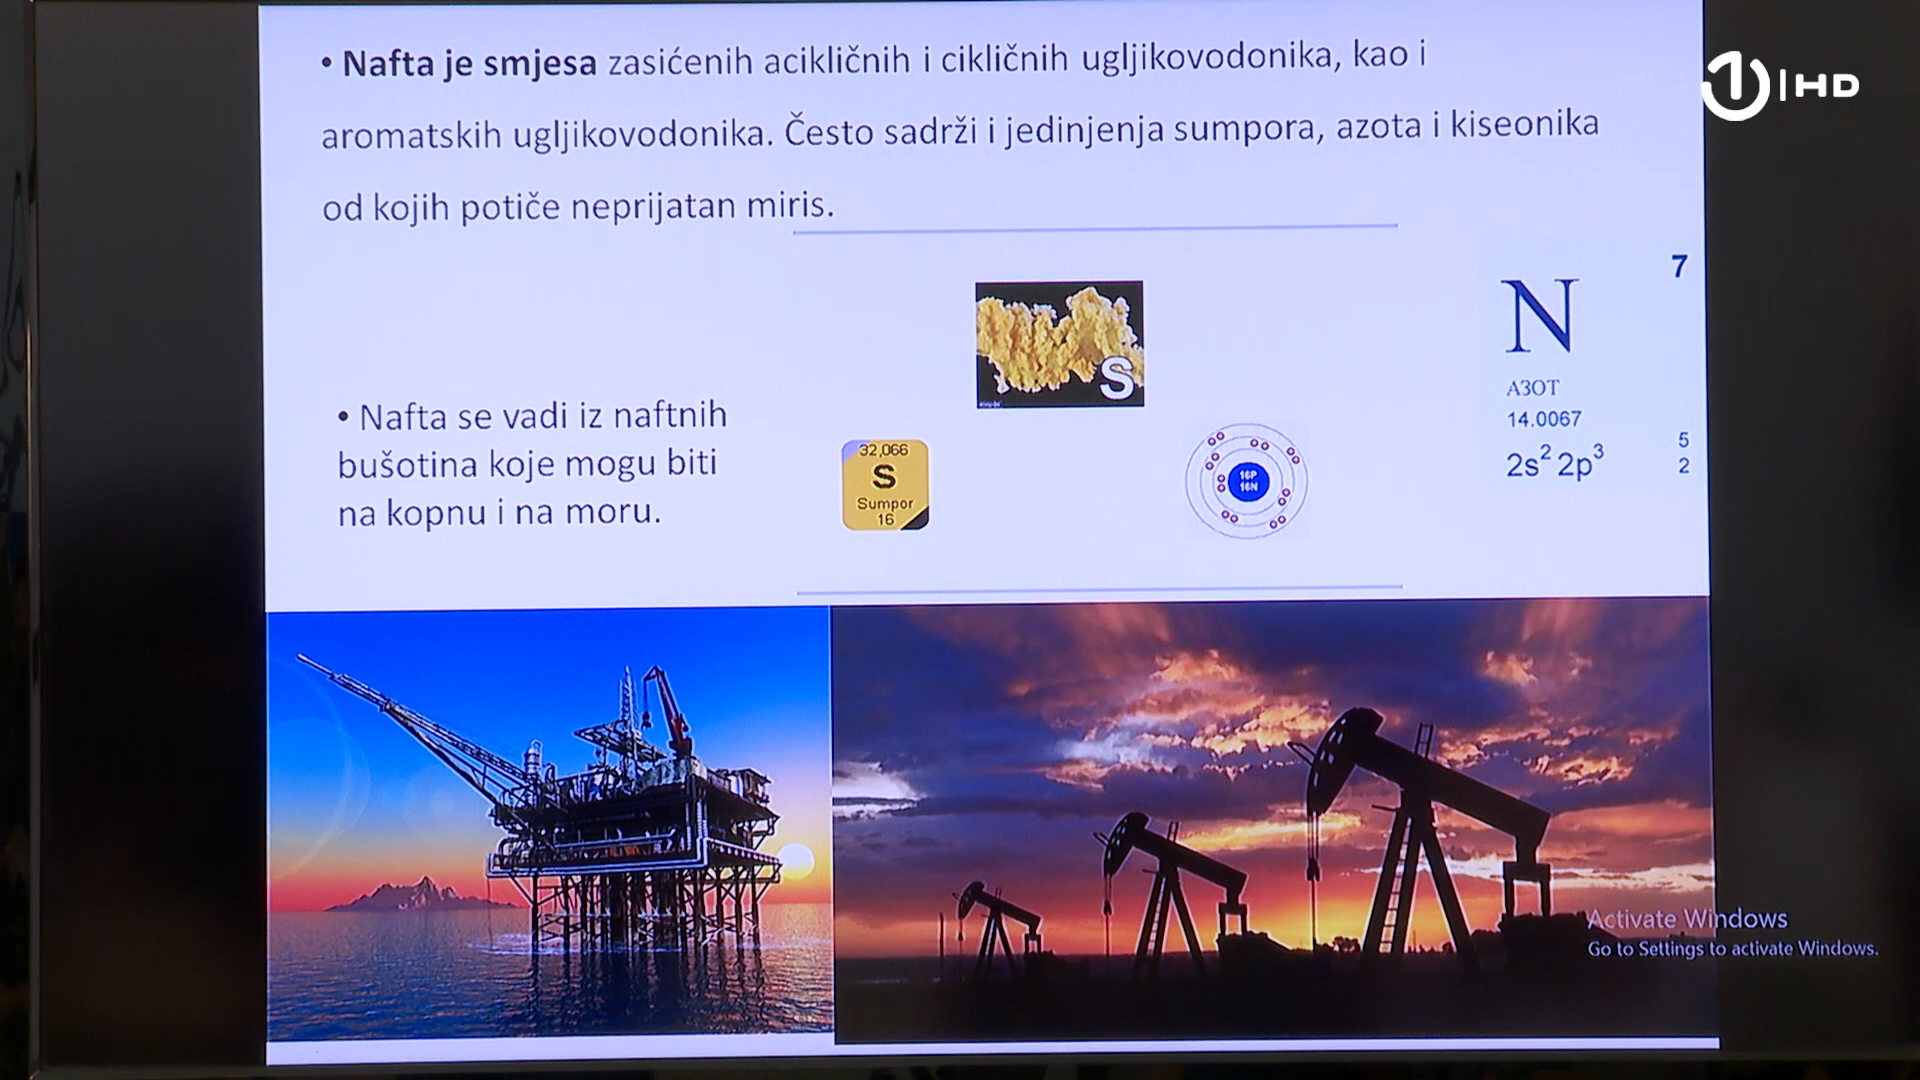 • Nafta je smjesa zasićenih acikličnih i cikličnih ugljikovodonika, kao i
aromatskih ugljikovodonika. Često sadrži i jedinjenja sumpora, azota i kiseonika
od kojih potiče neprijatan miris.
1 | HD
S
7
N
АЗОТ
14.0067
2s² 2p³
5
2
• Nafta se vadi iz naftnih
bušotina koje mogu biti
na kopnu i na moru.
32,066
S
Sumpor
16
16P
16N
Activate Windows
Go to Settings to activate Windows.